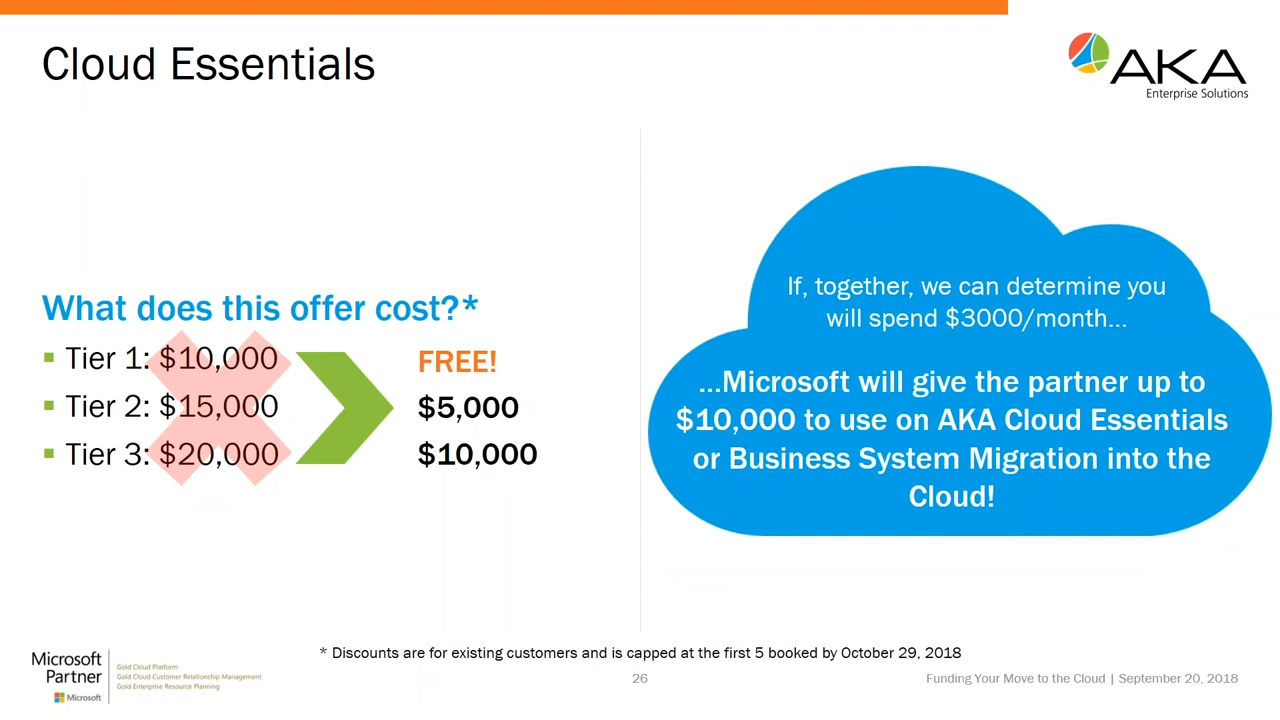 Cloud Essentials
AKA
Enterprise Solutions
What does this offer cost?*
▪ Tier 1: $10,000
▪ Tier 2: $15,000
▪ Tier 3: $20,000
FREE!
$5,000
$10,000
If, together, we can determine you
will spend $3000/month...
...Microsoft will give the partner up to
$10,000 to use on AKA Cloud Essentials
or Business System Migration into the
Cloud!
* Discounts are for existing customers and is capped at the first 5 booked by October 29, 2018
Microsoft
Partner
Microsoft
Gold Cloud Platform
Gold Cloud Customer Relationship Management
Gold Enterprise Resource Planning
26
Funding Your Move to the Cloud | September 20, 2018